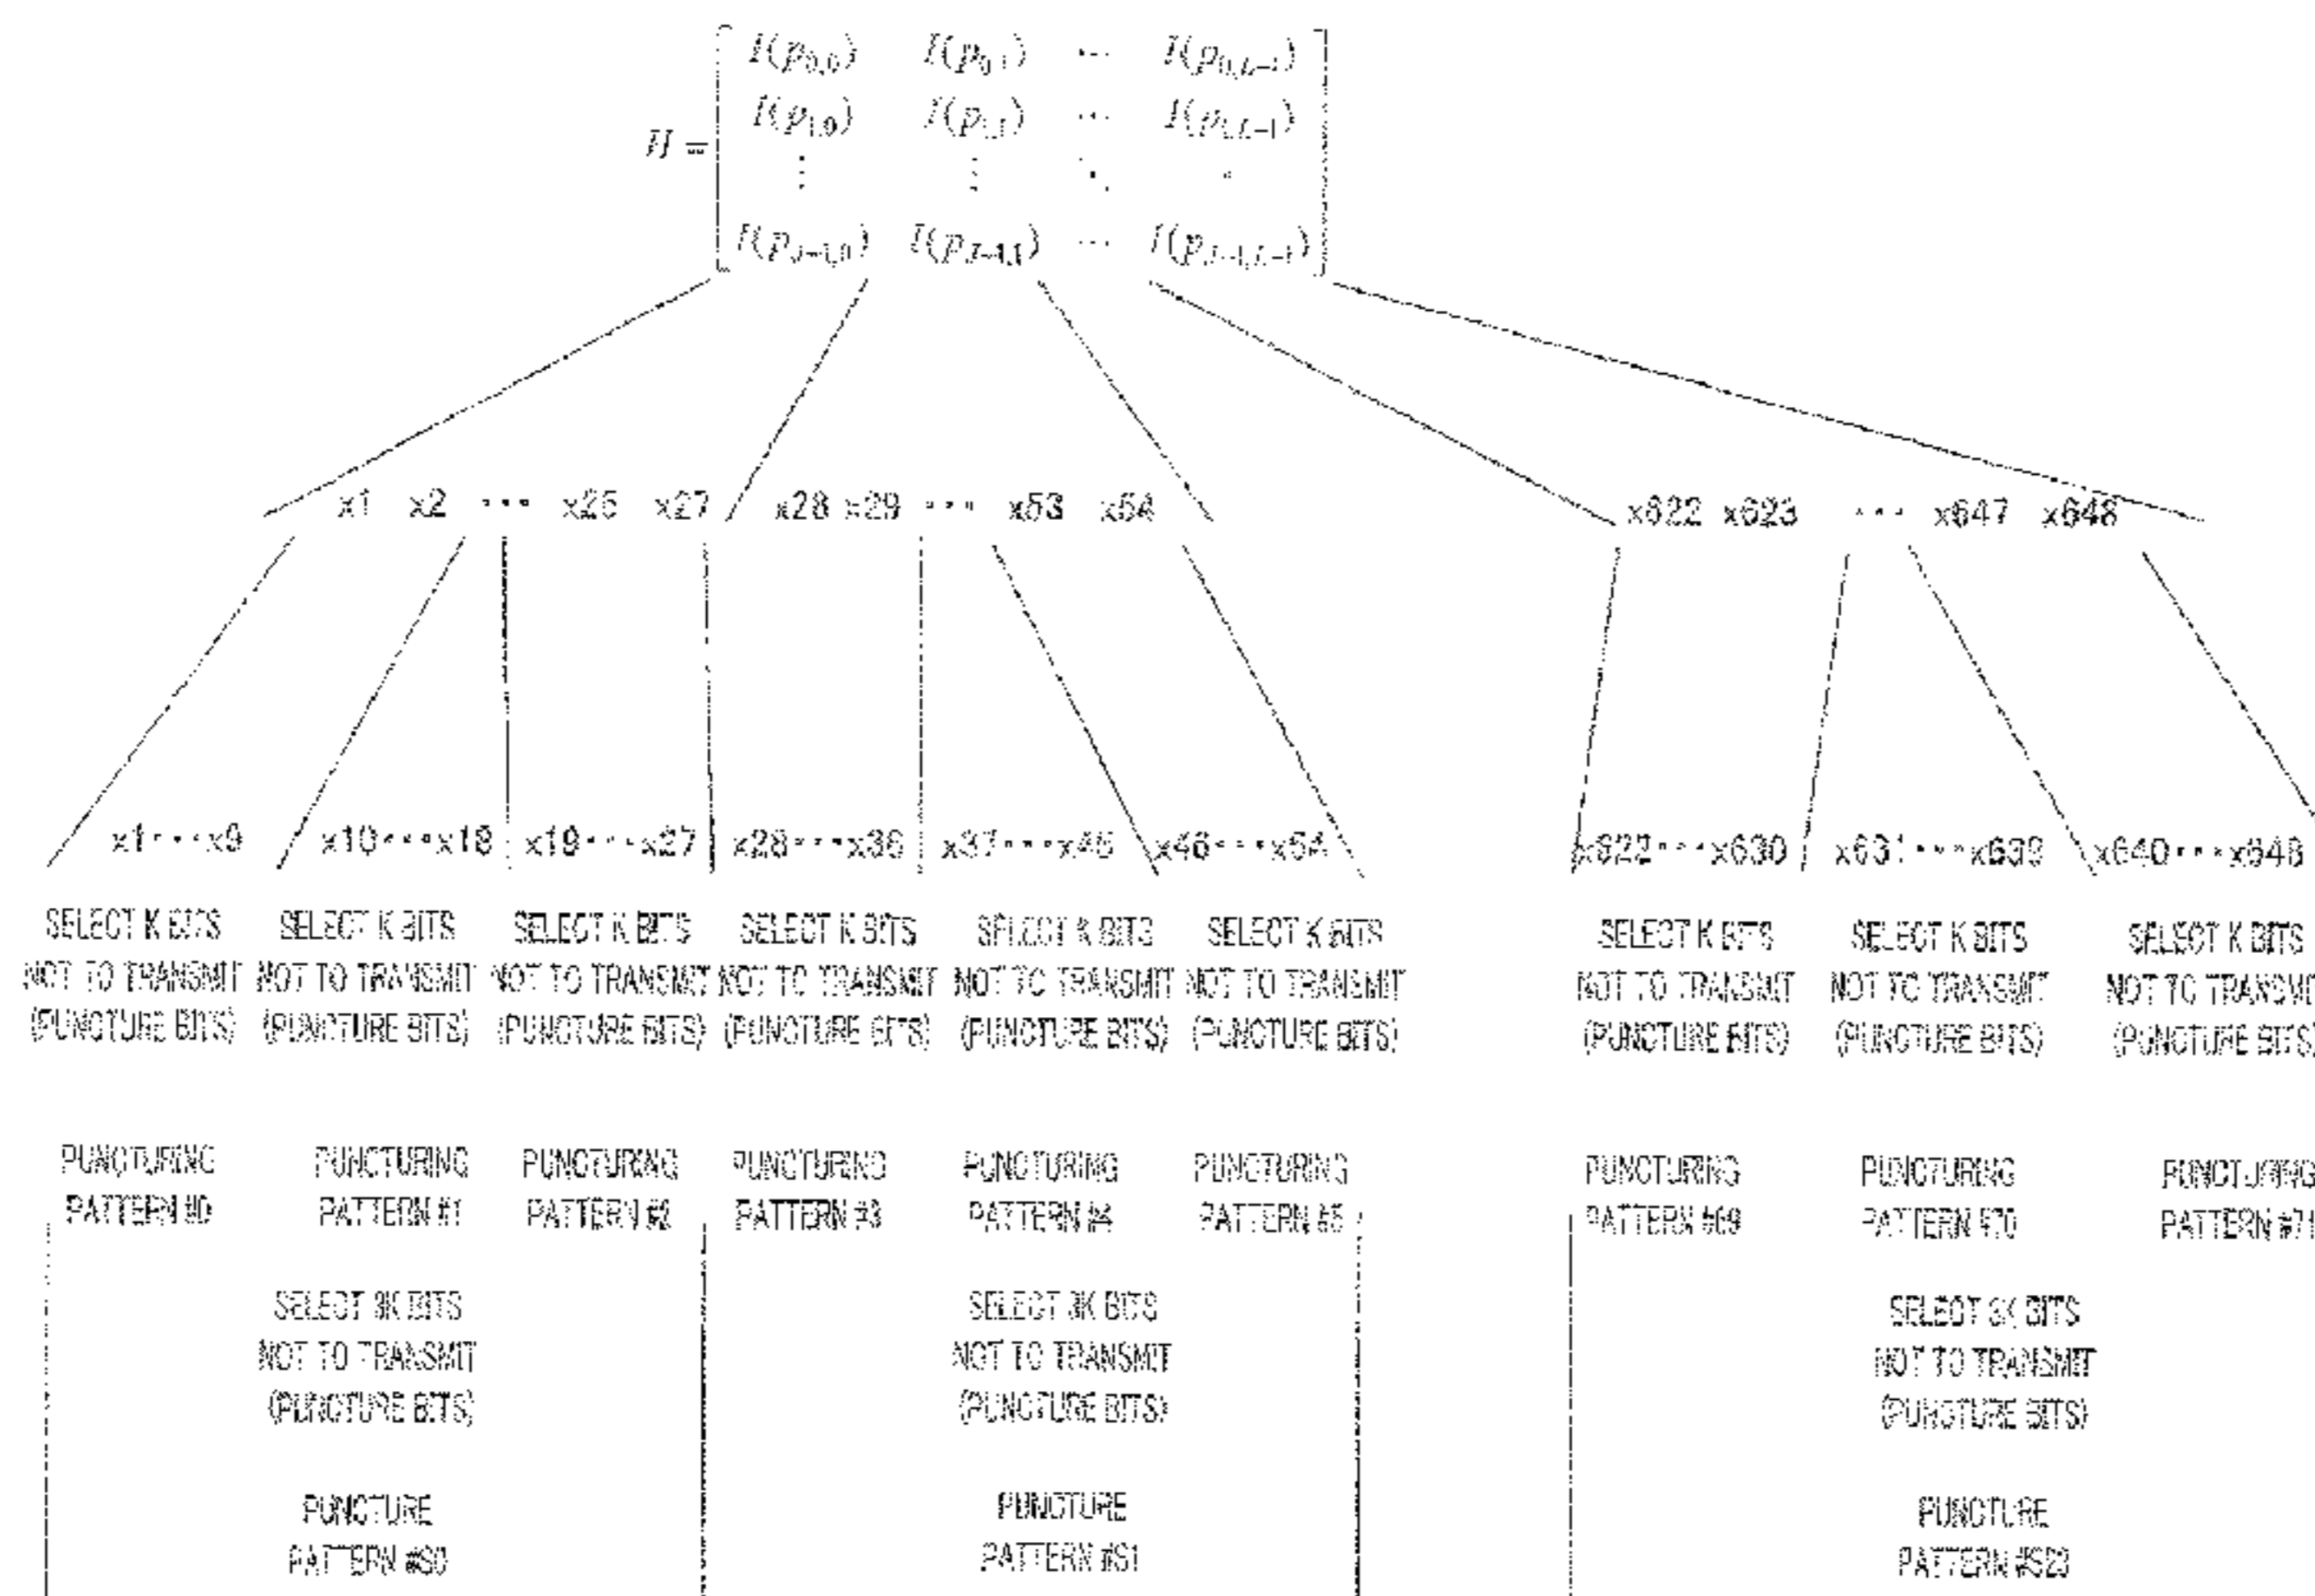 H = [ I(p0,0) I(p0,1) ... I(p0,L-1)
I(p1,0) I(p1,1) ... I(p1,L-1)
⋮ ⋮ ⋱
I(pJ-1,0) I(pJ-1,1) ... I(pJ-1,L-1) ]
x1 x2 ••• x27 x28 x29 ••• x53 x54 x622 x623 ••• x647 x648
x1•••x9 x10•••x18 x19•••x27 x28•••x36 x37•••x45 x46•••x54 x622•••x630 x631•••x639 x640•••x648
SELECT K BITS SELECT K BITS SELECT K BITS SELECT K BITS SELECT K BITS SELECT K BITS SELECT K BITS SELECT K BITS SELECT K BITS
NOT TO TRANSMIT NOT TO TRANSMIT NOT TO TRANSMIT NOT TO TRANSMIT NOT TO TRANSMIT NOT TO TRANSMIT NOT TO TRANSMIT NOT TO TRANSMIT NOT TO TRANSMIT
(PUNCTURE BITS) (PUNCTURE BITS) (PUNCTURE BITS) (PUNCTURE BITS) (PUNCTURE BITS) (PUNCTURE BITS) (PUNCTURE BITS) (PUNCTURE BITS) (PUNCTURE BITS)
PUNCTURING PUNCTURING PUNCTURING PUNCTURING PUNCTURING PUNCTURING PUNCTURING PUNCTURING PUNCTURING
PATTERN #0 PATTERN #1 PATTERN #2 PATTERN #3 PATTERN #4 PATTERN #5 PATTERN #69 PATTERN #70 PATTERN #71
SELECT 3K BITS SELECT 3K BITS SELECT 3K BITS
NOT TO TRANSMIT NOT TO TRANSMIT NOT TO TRANSMIT
(PUNCTURE BITS) (PUNCTURE BITS) (PUNCTURE BITS)
PUNCTURE PUNCTURE PUNCTURE
PATTERN #S0 PATTERN #S1 PATTERN #S23